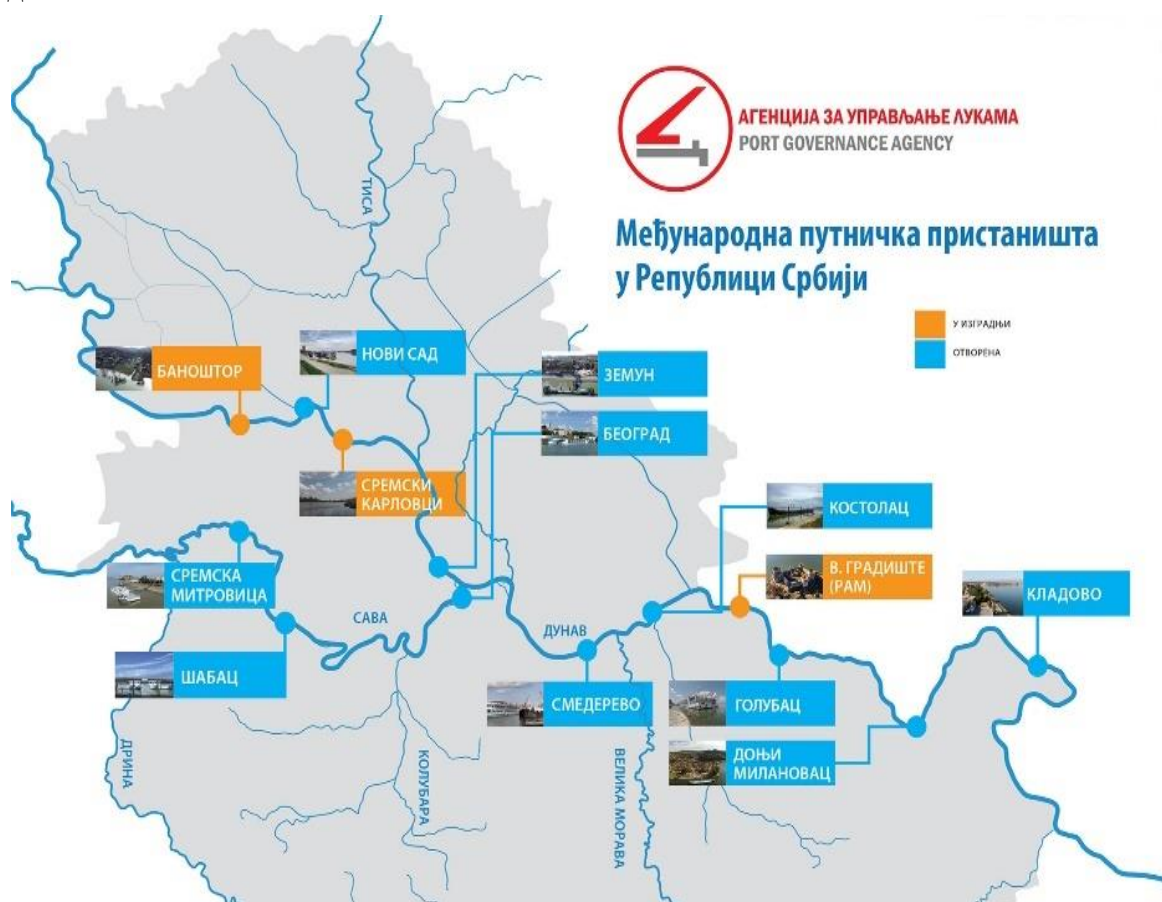 АГЕНЦИЈА ЗА УПРАВЉАЊЕ ЛУКАМА
PORT GOVERNANCE AGENCY
Међународна путничка пристаништа
у Републици Србији
У ИЗГРАДЊИ
ОТВОРЕНА
ТИСА
БАНОШТОР
НОВИ САД
ЗЕМУН
БЕОГРАД
СРЕМСКИ
КАРЛОВЦИ
КОСТОЛАЦ
В. ГРАДИШТЕ
(РАМ)
КЛАДОВО
СРЕМСКА
МИТРОВИЦА
САВА
ДУНАВ
ШАБАЦ
СМЕДЕРЕВО
ГОЛУБАЦ
ДОЊИ
МИЛАНОВАЦ
ДРИНА
КОЛУБАРА
ВЕЛИКА МОРАВА